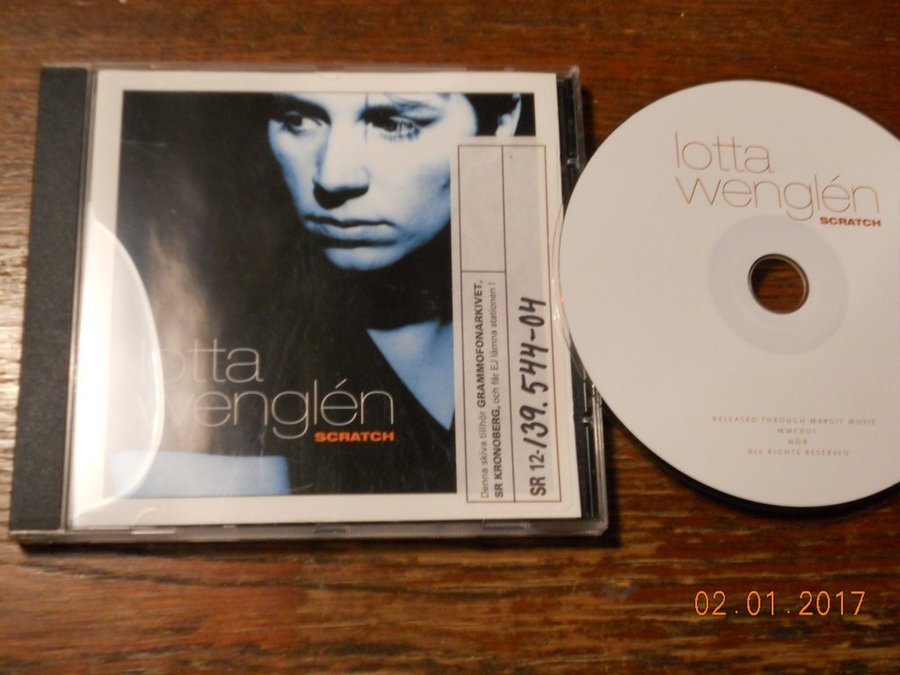 lotta
wenglén
SCRATCH
Denna skiva tillhör GRAMMOFONARKIVET,
SR KRONOBERG, och får EJ lämna stationen !
SR 12-139.544-04
lotta
wenglén
SCRATCH
RELEASED THROUGH MARGIT MUSIC
MMCD01
NCB
ALL RIGHTS RESERVED
02.01.2017